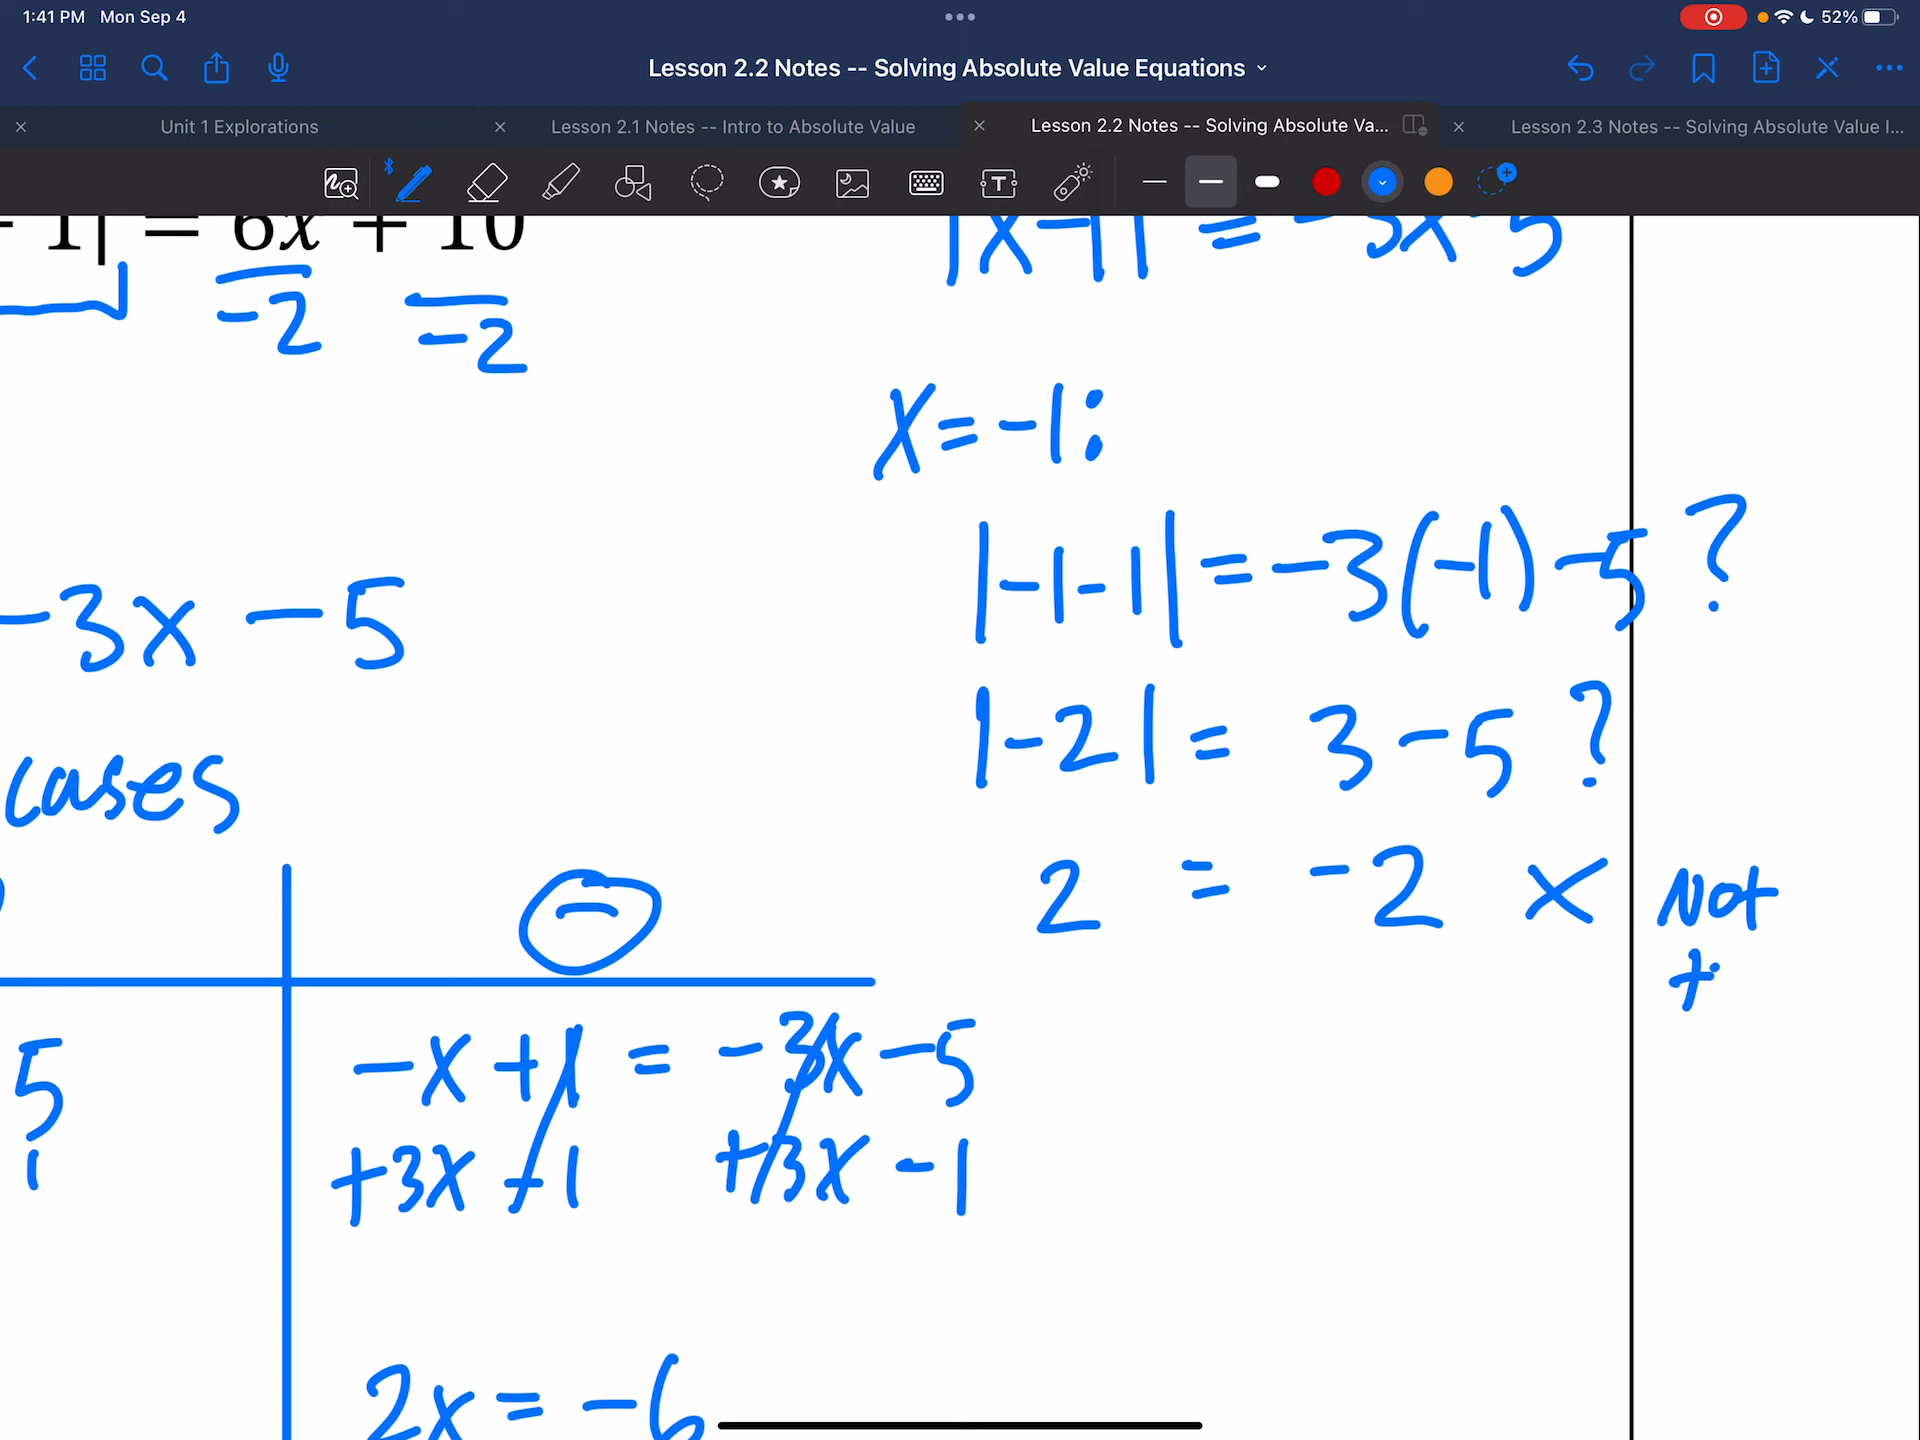 1:41 PM Mon Sep 4
52%
Lesson 2.2 Notes -- Solving Absolute Value Equations
Unit 1 Explorations
Lesson 2.1 Notes -- Intro to Absolute Value
Lesson 2.2 Notes -- Solving Absolute Va...
Lesson 2.3 Notes -- Solving Absolute Value I...
- 1| = 6x + 10
-2 -2
|x-1| = -3x-5
x=-1:
|-1-1| = -3(-1)-5 ?
-3x -5
|-2| = 3-5 ?
cases
2 = -2 x Not
-
5
-x+1 = -3x-5
1
+3x -1 +3x -1
2x = -6